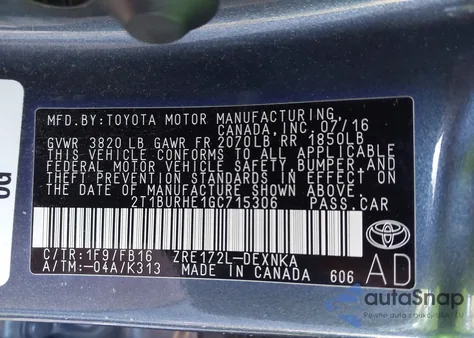 MFD.BY:TOYOTA MOTOR MANUFACTURING
CANADA,INC. 07/16
GVWR 3820LB GAWR FR 2070LB RR 1850LB
THIS VEHICLE CONFORMS TO ALL APPLICABLE
FEDERAL MOTOR VEHICLE SAFETY, BUMPER, AND
THEFT PREVENTION STANDARDS IN EFFECT ON THE
DATE OF MANUFACTURE SHOWN ABOVE.
2T1BURHE1GC715306 PASS.CAR
C/TR:1F9/FB16 ZRE172L-DEXNKA
A/TM:-04A/K313 MADE IN CANADA 606
AD
autaSnap